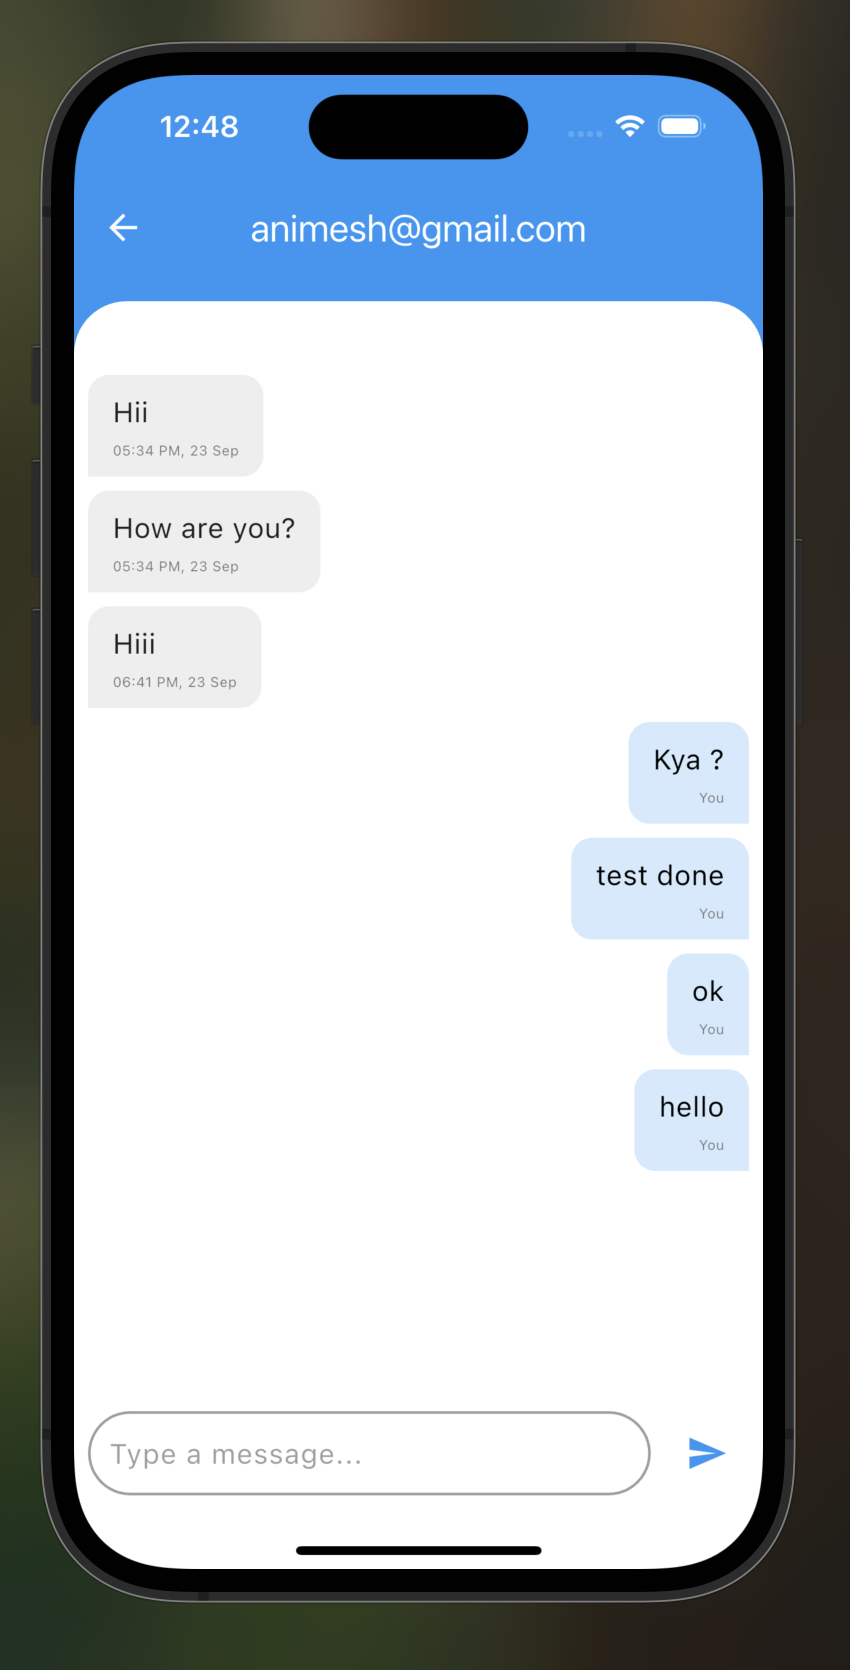 12:48
animesh@gmail.com
Hii
05:34 PM, 23 Sep
How are you?
05:34 PM, 23 Sep
Hiii
06:41 PM, 23 Sep
Kya ?
You
test done
You
ok
You
hello
You
Type a message...